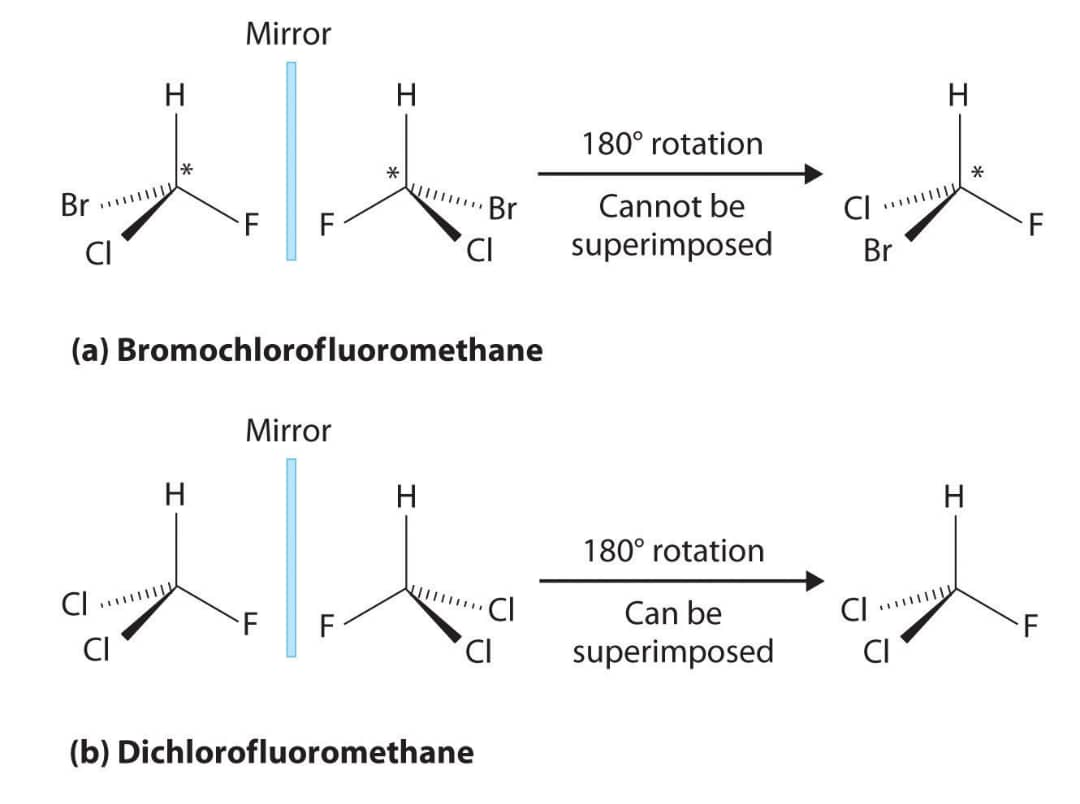 Mirror
H H H
* * *
180° rotation
Br F F Br Cl F
Cannot be
Cl Cl superimposed Br
(a) Bromochlorofluoromethane
Mirror
H H H
180° rotation
Cl F F Cl Cl F
Can be
Cl Cl superimposed Cl
(b) Dichlorofluoromethane